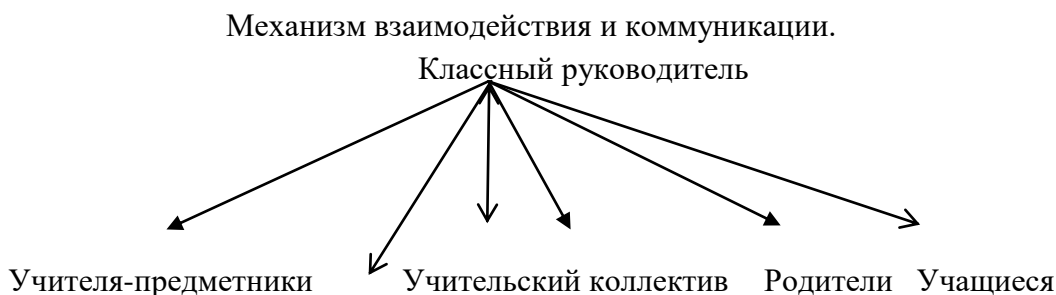 Механизм взаимодействия и коммуникации.
Классный руководитель
Учителя-предметники Учительский коллектив Родители Учащиеся